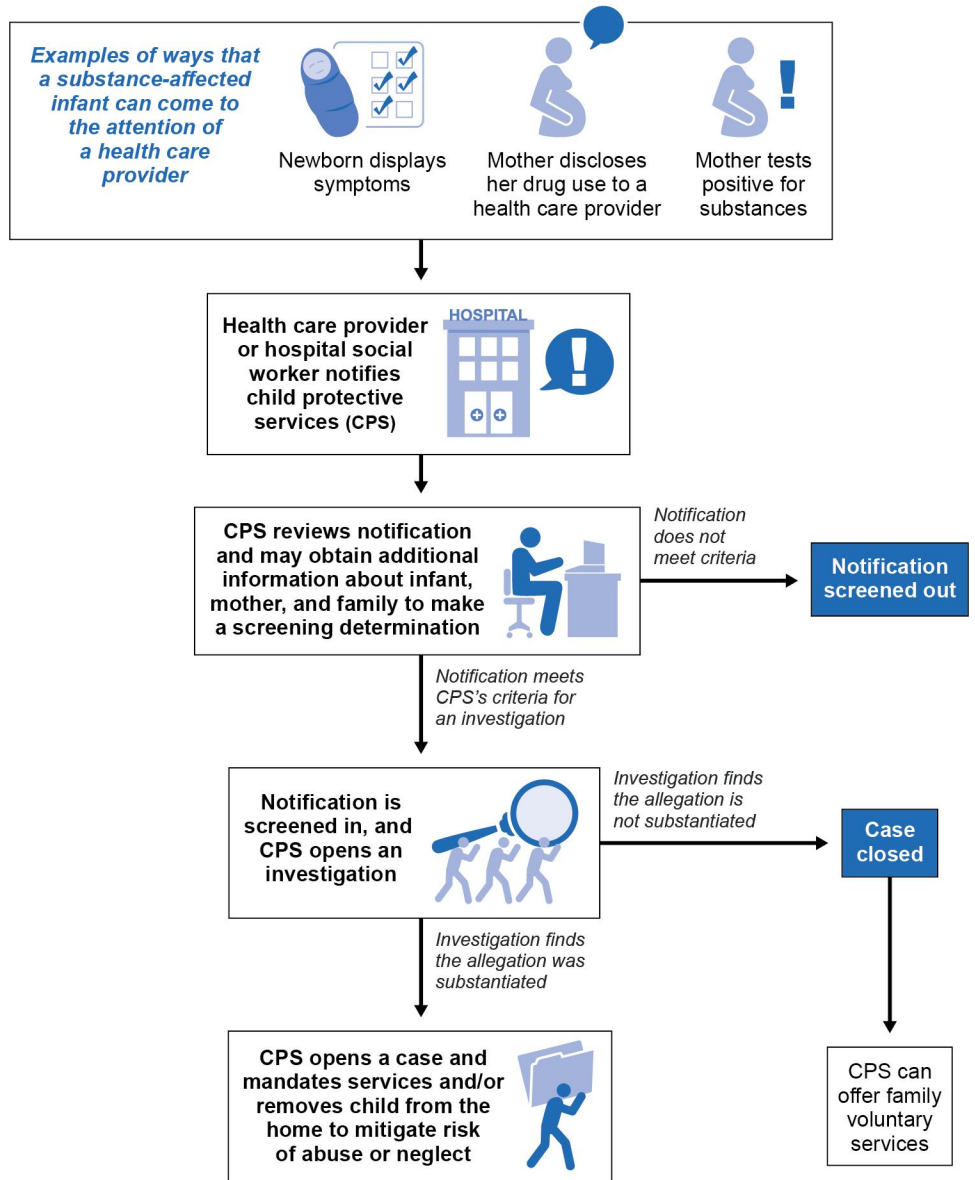 Examples of ways that
a substance-affected
infant can come to
the attention of
a health care
provider
Newborn displays
symptoms
Mother discloses
her drug use to a
health care provider
Mother tests
positive for
substances
Health care provider
or hospital social
worker notifies
child protective
services (CPS)
HOSPITAL
CPS reviews notification
and may obtain additional
information about infant,
mother, and family to make
a screening determination
Notification
does not
meet criteria
Notification
screened out
Notification meets
CPS's criteria for
an investigation
Notification is
screened in, and
CPS opens an
investigation
Investigation finds
the allegation is
not substantiated
Case
closed
Investigation finds
the allegation was
substantiated
CPS opens a case and
mandates services and/or
removes child from the
home to mitigate risk
of abuse or neglect
CPS can
offer family
voluntary
services